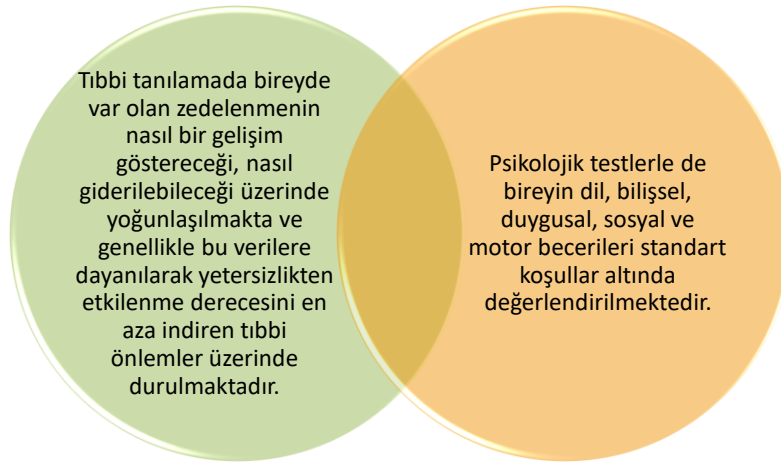 Tıbbi tanılamada bireyde
var olan zedelenmenin
nasıl bir gelişim
göstereceği, nasıl
giderilebileceği üzerinde
yoğunlaşılmakta ve
genellikle bu verilere
dayanılarak yetersizlikten
etkilenme derecesini en
aza indiren tıbbi
önlemler üzerinde
durulmaktadır.
Psikolojik testlerle de
bireyin dil, bilişsel,
duygusal, sosyal ve
motor becerileri standart
koşullar altında
değerlendirilmektedir.